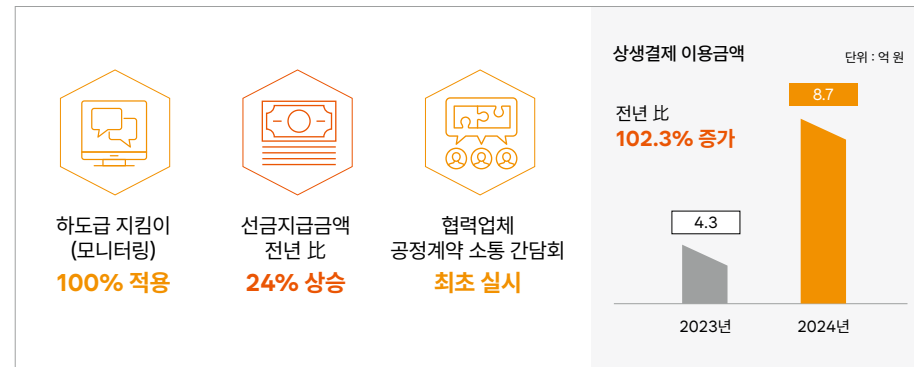 하도급 지킴이
(모니터링)
100% 적용
선금지급금액
전년 比
24% 상승
협력업체
공정계약 소통 간담회
최초 실시
상생결제 이용금액
단위 : 억 원
전년 比
102.3% 증가
4.3
8.7
2023년
2024년